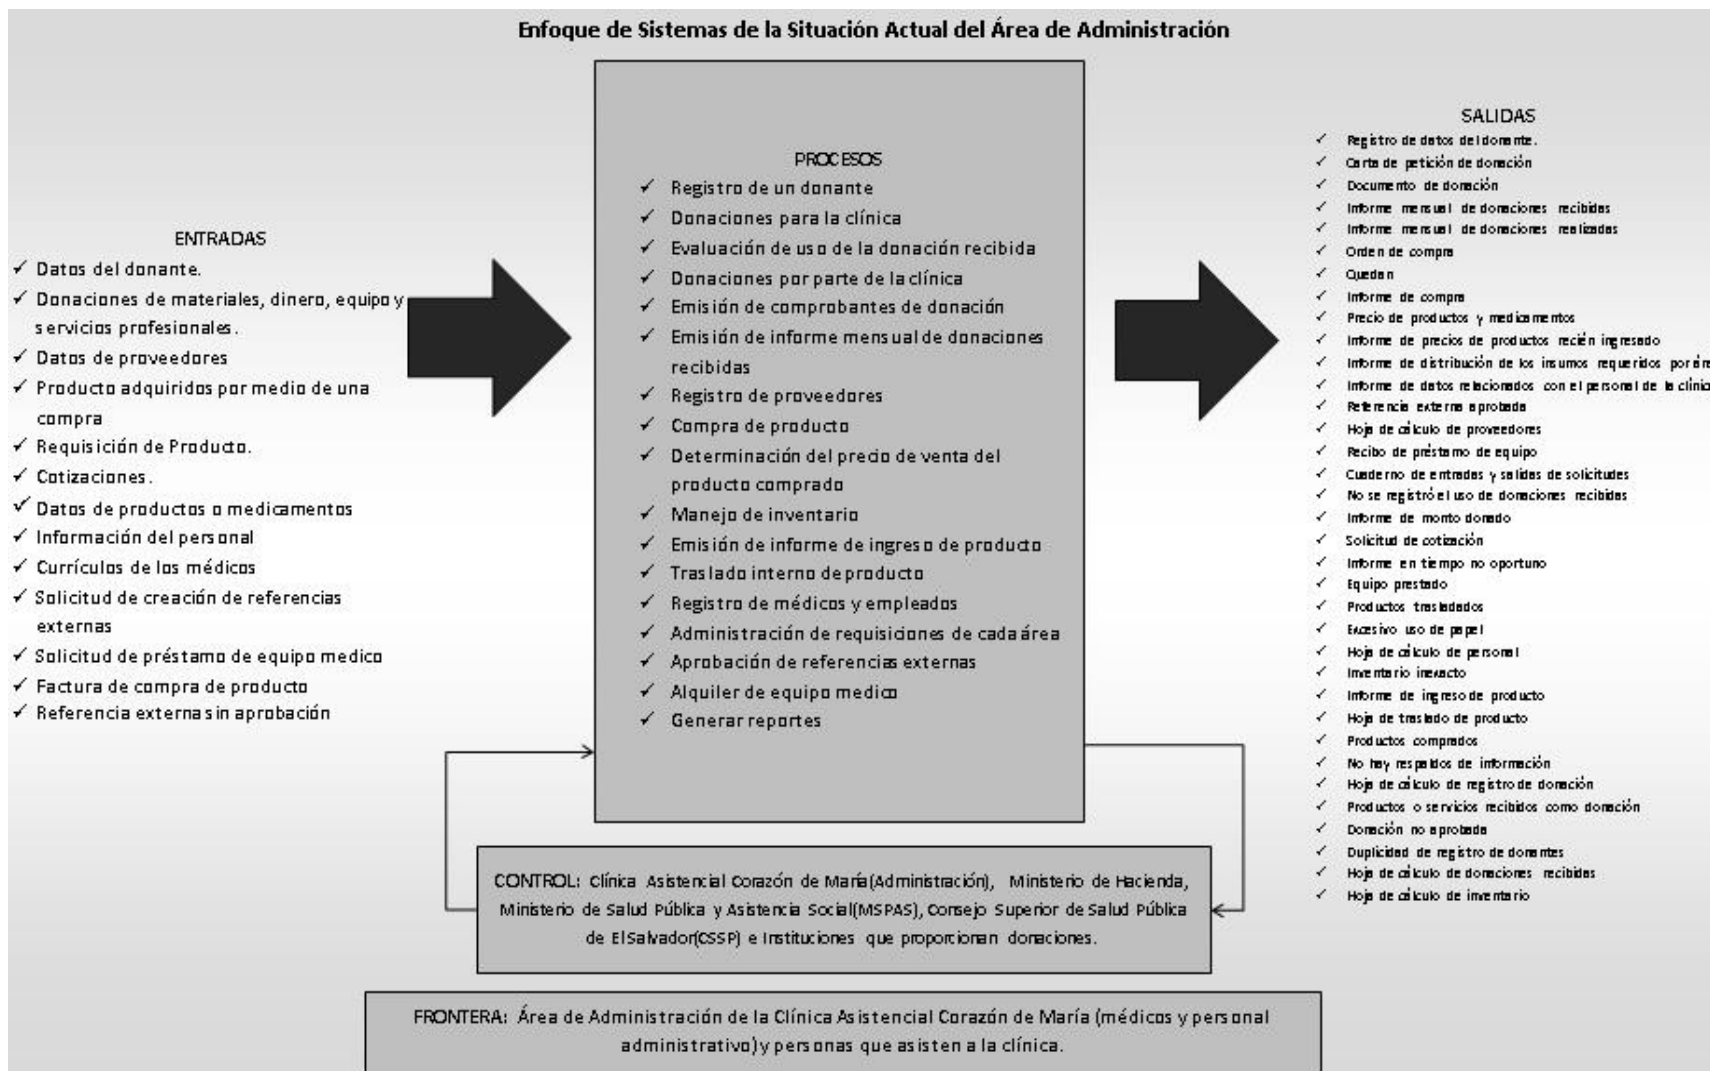 Enfoque de Sistemas de la Situación Actual del Área de Administración
ENTRADAS
✓ Datos del donante.
✓ Donaciones de materiales, dinero, equipo y
servicios profesionales.
✓ Datos de proveedores
✓ Producto adquiridos por medio de una
compra
✓ Requisición de Producto.
✓ Cotizaciones.
✓ Datos de productos o medicamentos
✓ Información del personal
✓ Currículos de los médicos
✓ Solicitud de creación de referencias
externas
✓ Solicitud de préstamo de equipo medico
✓ Factura de compra de producto
✓ Referencia externa sin aprobación
PROCESOS
✓ Registro de un donante
✓ Donaciones para la clínica
✓ Evaluación de uso de la donación recibida
✓ Donaciones por parte de la clínica
✓ Emisión de comprobantes de donación
✓ Emisión de informe mensual de donaciones
recibidas
✓ Registro de proveedores
✓ Compra de producto
✓ Determinación del precio de venta del
producto comprado
✓ Manejo de inventario
✓ Emisión de informe de ingreso de producto
✓ Traslado interno de producto
✓ Registro de médicos y empleados
✓ Administración de requisiciones de cada área
✓ Aprobación de referencias externas
✓ Alquiler de equipo medico
✓ Generar reportes
SALIDAS
✓ Registro de datos del donante.
✓ Carta de petición de donación
✓ Documento de donación
✓ Informe mensual de donaciones recibidas
✓ Informe mensual de donaciones realizadas
✓ Orden de compra
✓ Quedan
✓ Informe de compra
✓ Precio de productos y medicamentos
✓ Informe de precios de productos recién ingresado
✓ Informe de distribución de los insumos requeridos por áre
✓ Informe de datos relacionados con el personal de la clínic
✓ Referencia externa aprobada
✓ Hoja de cálculo de proveedores
✓ Recibo de préstamo de equipo
✓ Cuaderno de entradas y salidas de solicitudes
✓ No se registró el uso de donaciones recibidas
✓ Informe de monto donado
✓ Solicitud de cotización
✓ Informe en tiempo no oportuno
✓ Equipo prestado
✓ Productos trasladados
✓ Excesivo uso de papel
✓ Hoja de cálculo de personal
✓ Inventario inexacto
✓ Informe de ingreso de producto
✓ Hoja de traslado de producto
✓ Productos comprados
✓ No hay respaldos de información
✓ Hoja de cálculo de registro de donación
✓ Productos o servicios recibidos como donación
✓ Donación no aprobada
✓ Duplicidad de registro de donantes
✓ Hoja de cálculo de donaciones recibidas
✓ Hoja de cálculo de inventario
CONTROL: Clínica Asistencial Corazón de María(Administración), Ministerio de Hacienda,
Ministerio de Salud Pública y Asistencia Social(MSPAS), Consejo Superior de Salud Pública
de El Salvador(CSSP) e Instituciones que proporcionan donaciones.
FRONTERA: Área de Administración de la Clínica Asistencial Corazón de María (médicos y personal
administrativo) y personas que asisten a la clínica.